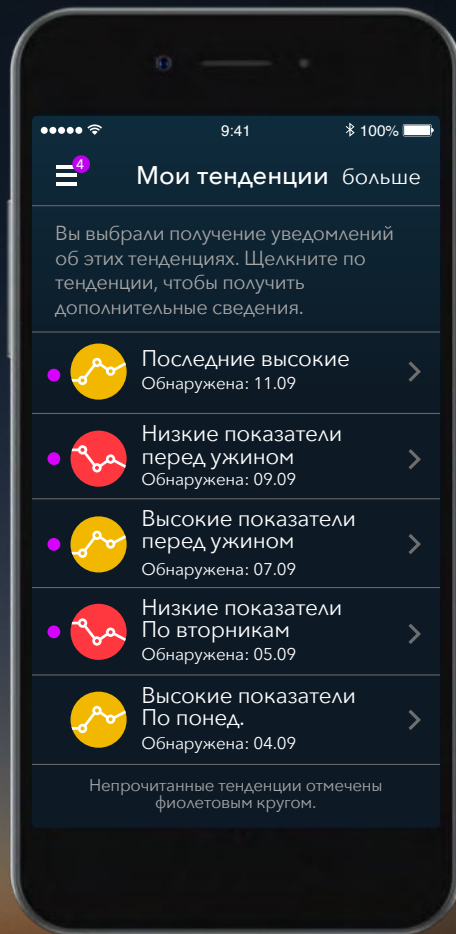 9:41
100%
4
Мои тенденции больше
Вы выбрали получение уведомлений
об этих тенденциях. Щелкните по
тенденции, чтобы получить
дополнительные сведения.
Последние высокие
Обнаружена: 11.09
Низкие показатели
перед ужином
Обнаружена: 09.09
Высокие показатели
перед ужином
Обнаружена: 07.09
Низкие показатели
По вторникам
Обнаружена: 05.09
Высокие показатели
По понед.
Обнаружена: 04.09
Непрочитанные тенденции отмечены
фиолетовым кругом.